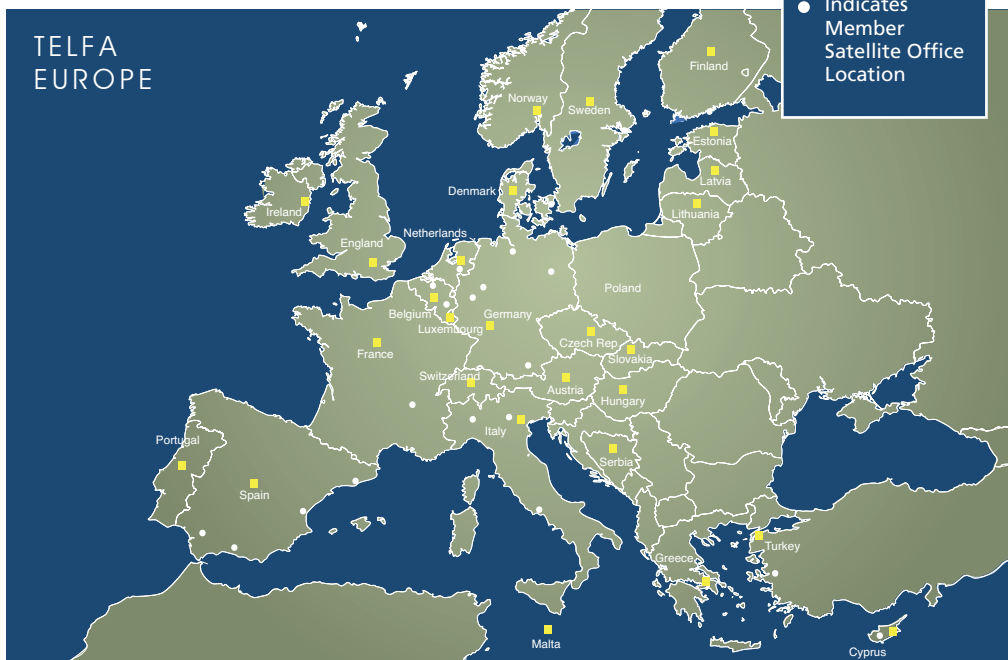 TELFA
EUROPE
Indicates
Member
Satellite Office
Location
Finland
Norway
Sweden
Estonia
Latvia
Denmark
Lithuania
Ireland
Netherlands
England
Poland
Belgium
Germany
Luxembourg
Czech Rep.
France
Slovakia
Switzerland
Austria
Hungary
Italy
Portugal
Serbia
Spain
Turkey
Greece
Malta
Cyprus